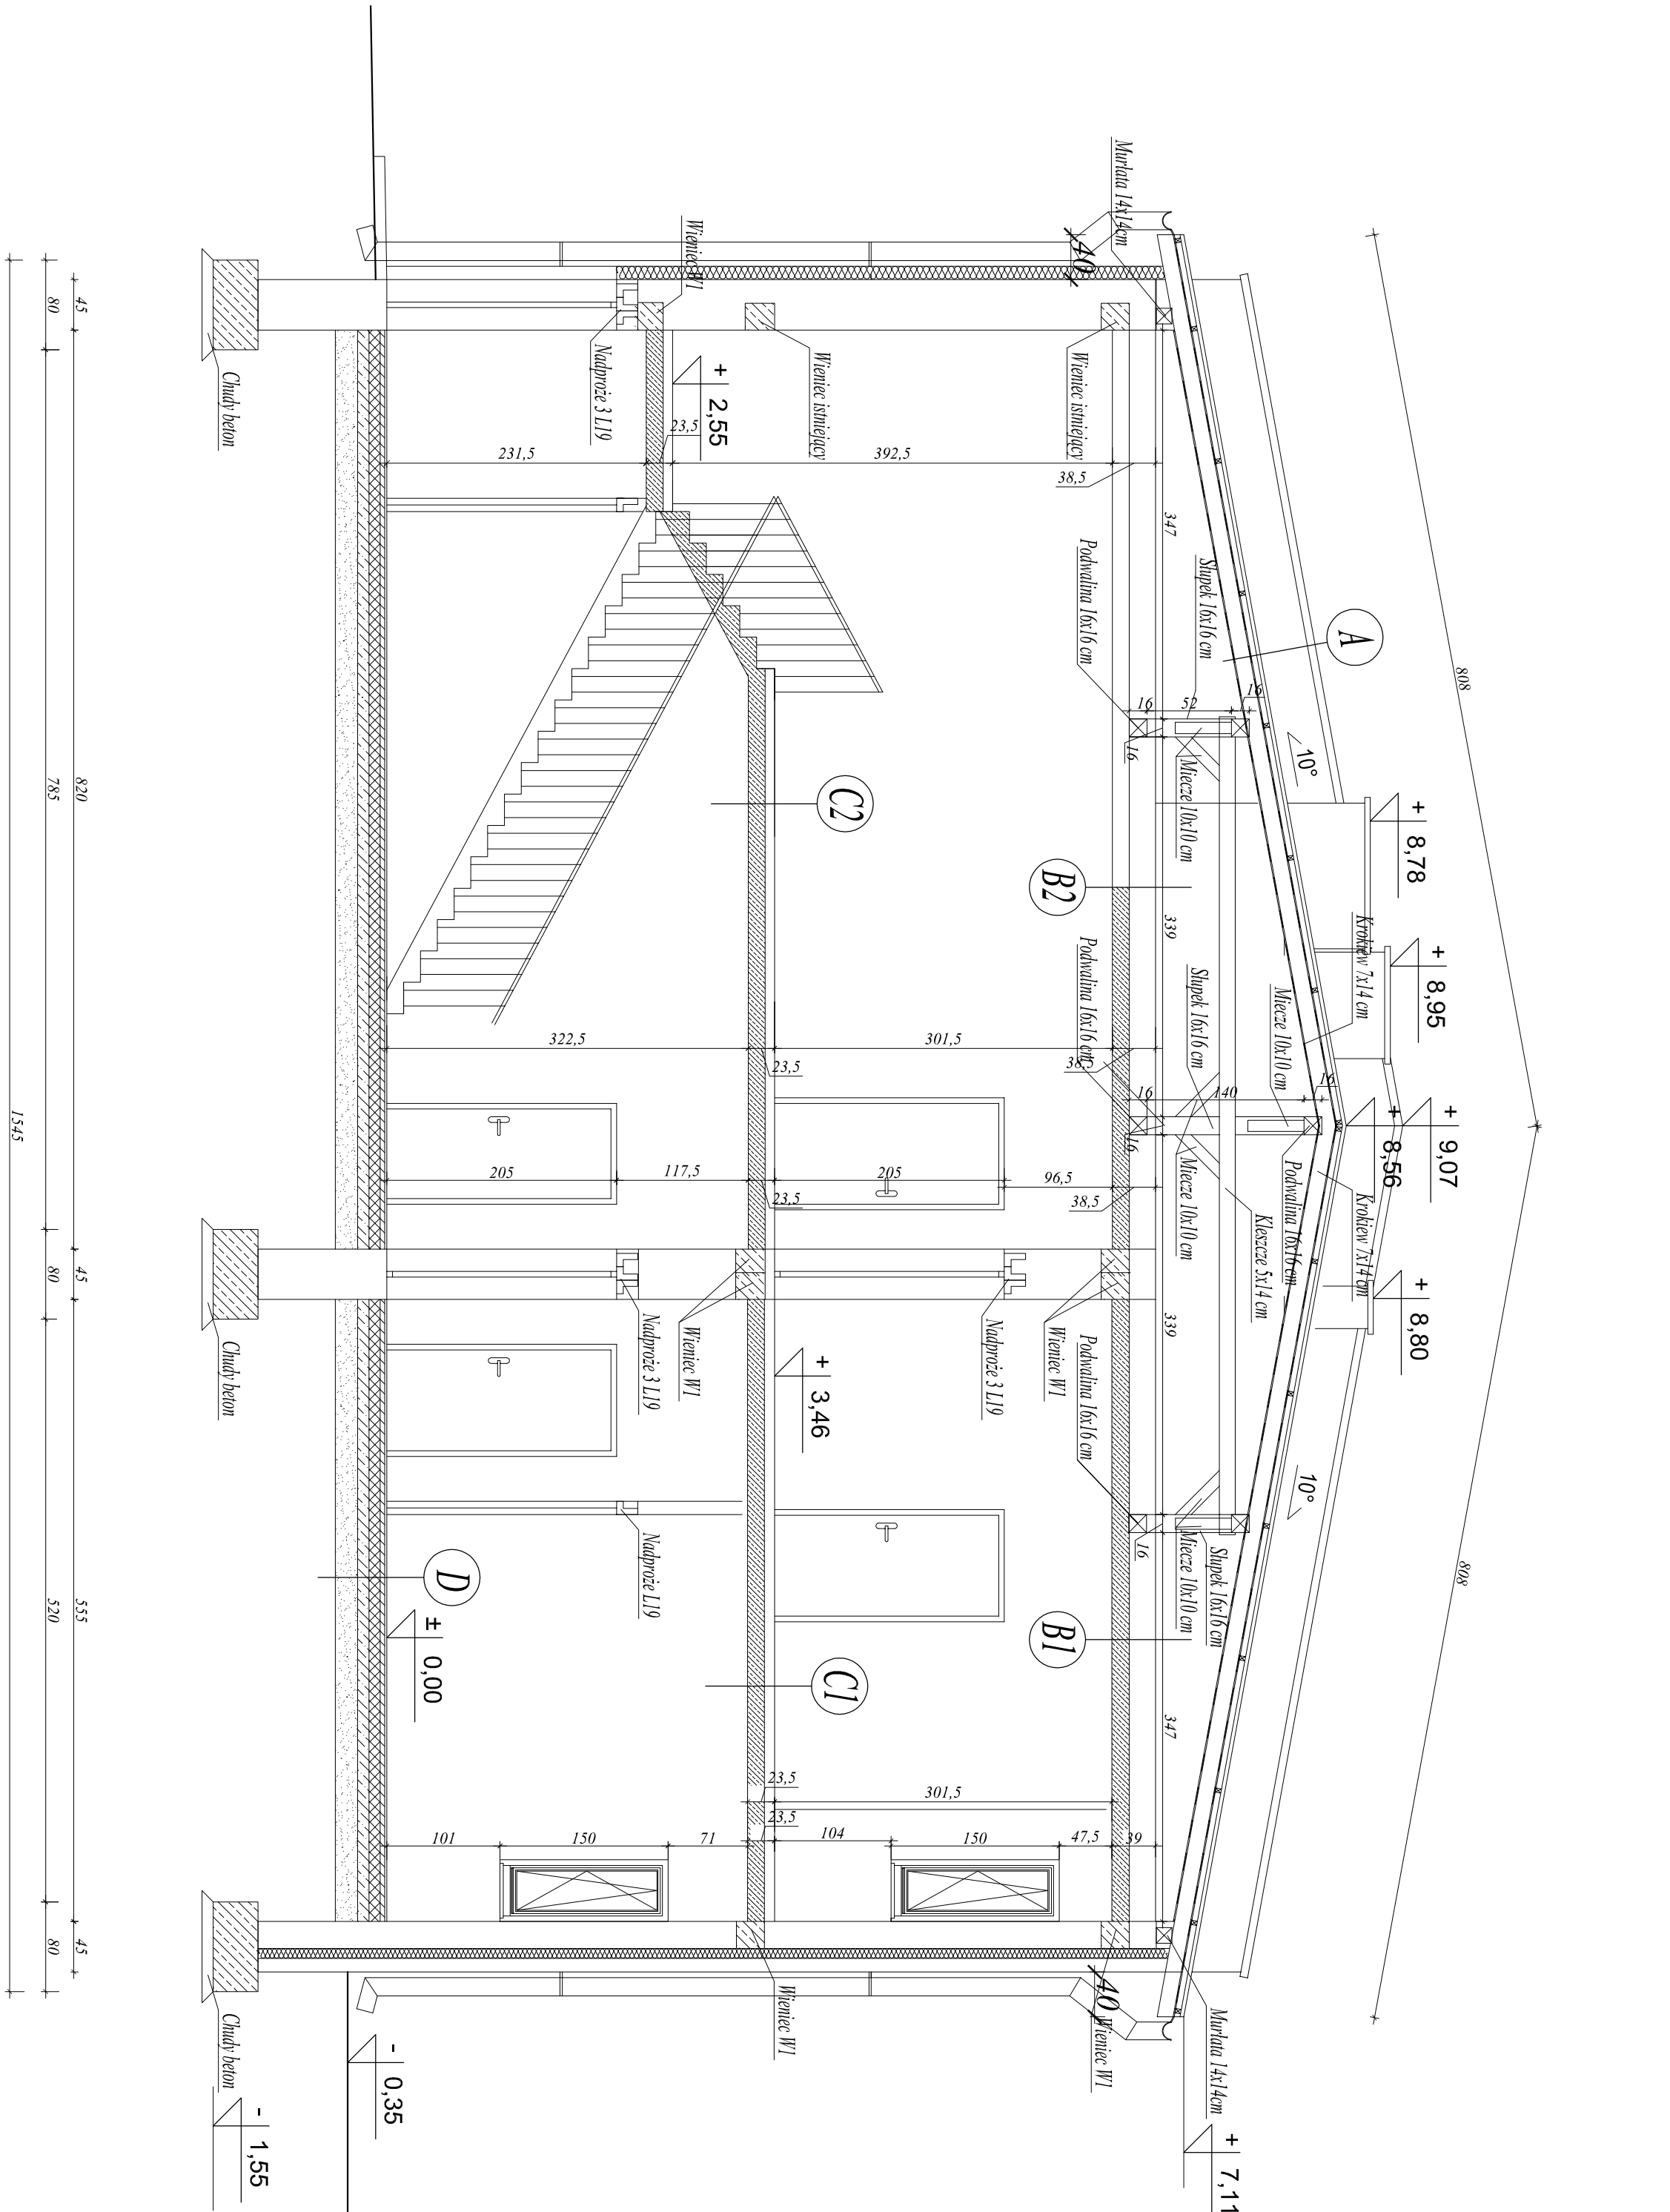 808
808
+ 9,07
+ 8,95
+ 8,78
+ 8,80
+ 8,56
+ 7,11
A
10°
10°
Krokiew 7x14 cm
Krokiew 7x14 cm
Miecze 10x10 cm
Podwalina 16x16 cm
Kleszcze 5x14 cm
Słupek 16x16 cm
Słupek 16x16 cm
Słupek 16x16 cm
Miecze 10x10 cm
Miecze 10x10 cm
Miecze 10x10 cm
Murłata 14x14cm
Murłata 14x14cm
16
52
16
16
16
140
16
16
16
347
339
339
347
40
40
Podwalina 16x16 cm
Podwalina 16x16 cm
Podwalina 16x16 cm
Wieniec istniejący
Wieniec istniejący
Wieniec W1
Wieniec W1
Wieniec W1
Wieniec W1
Wieniec W1
B2
B1
C2
C1
D
38,5
38,5
38,5
39
392,5
301,5
96,5
301,5
47,5
150
104
205
23,5
23,5
23,5
23,5
23,5
+ 2,55
+ 3,46
231,5
322,5
117,5
205
71
150
101
Nadproże 3 L19
Nadproże 3 L19
Nadproże 3 L19
Nadproże L19
± 0,00
- 0,35
- 1,55
Chudy beton
Chudy beton
Chudy beton
45
820
45
555
45
80
785
80
520
80
1545